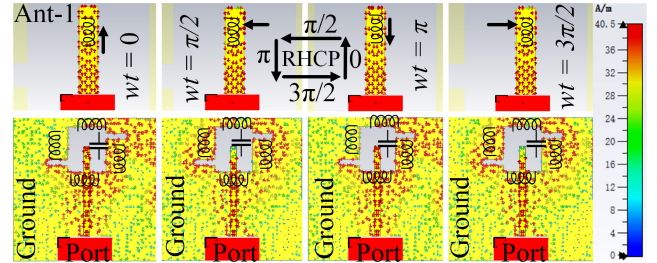 Ant-1
wt = 0
wt = π/2
π/2
π RHCP 0
3π/2
wt = π
wt = 3π/2
A/m
40.5
36
32
28
24
20
16
12
8
4
0
Ground
Port
Ground
Port
Ground
Port
Ground
Port